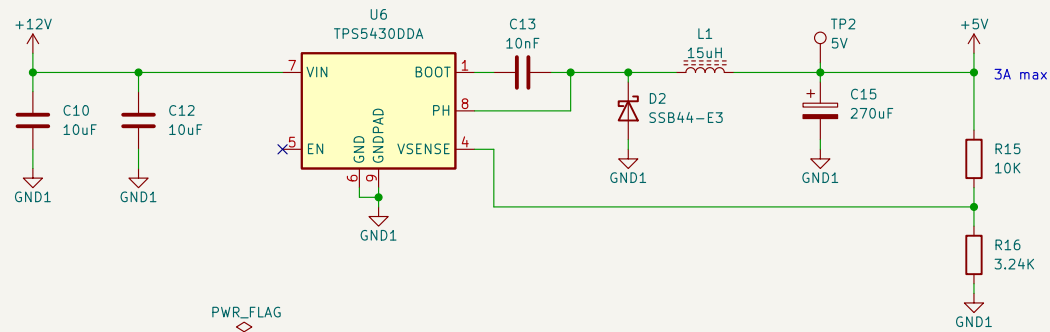 +12V
U6
TPS5430DDA
C13
10nF
L1
15uH
TP2
5V
+5V
7
VIN
BOOT
1
3A max
C10
10uF
C12
10uF
PH
8
D2
SSB44-E3
+
C15
270uF
5
EN
GND
GNDPAD
VSENSE
4
R15
10K
6
9
GND1
GND1
GND1
GND1
GND1
R16
3.24K
PWR_FLAG
GND1